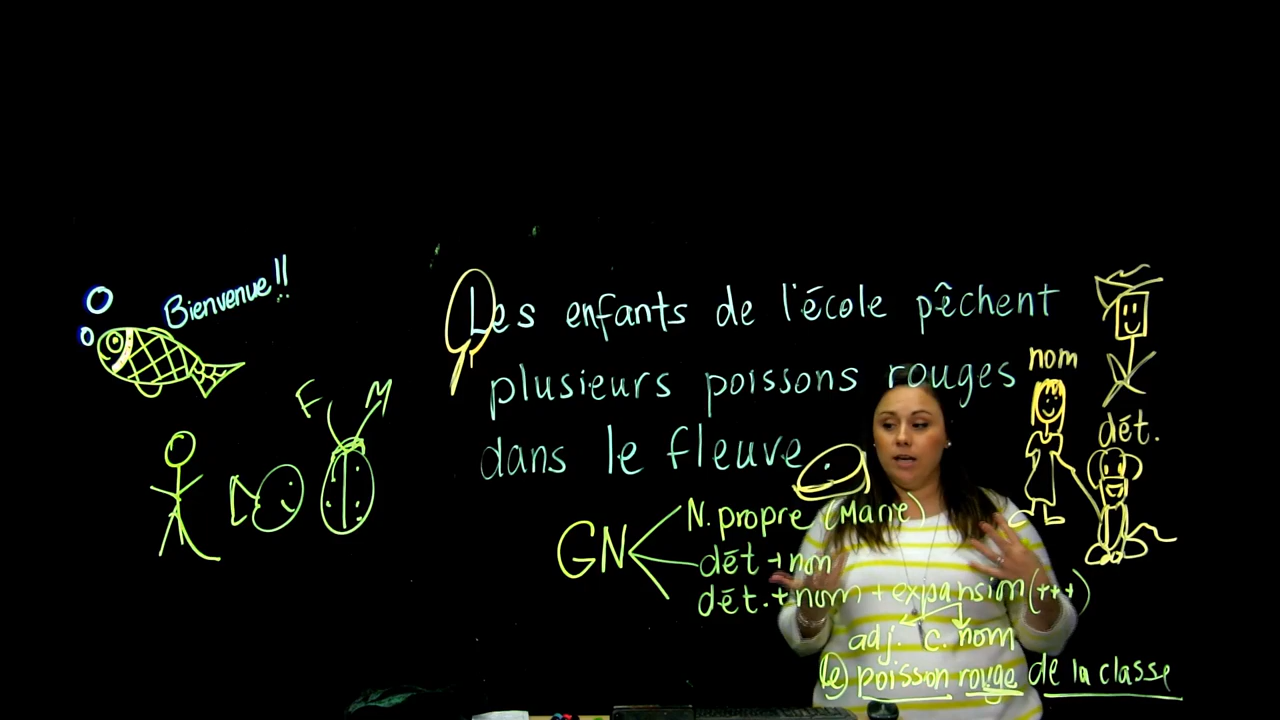 Bienvenue!!
Les enfants de l'école pêchent
plusieurs poissons rouges
dans le fleuve
nom
dét.
F M
GN
N. propre (Marie)
dét + nom
dét. + nom + expansion (+++)
adj. c. nom
(le) poisson rouge de la classe